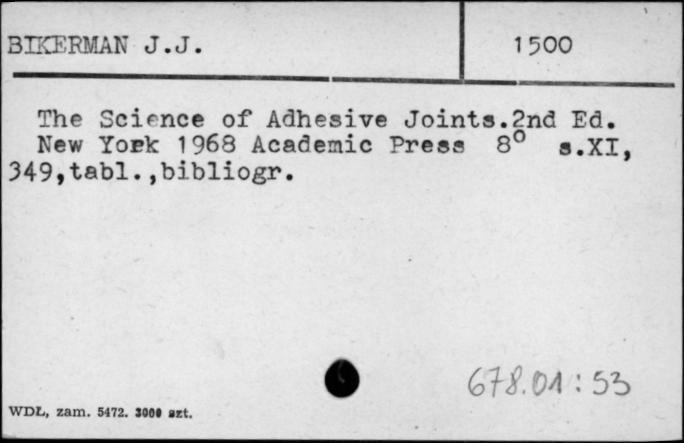 BIKERMAN J.J.
1500
The Science of Adhesive Joints.2nd Ed.
New York 1968 Academic Press 8° s.XI,
349,tabl.,bibliogr.
678.01:53
WDŁ, zam. 5472. 3000 szt.